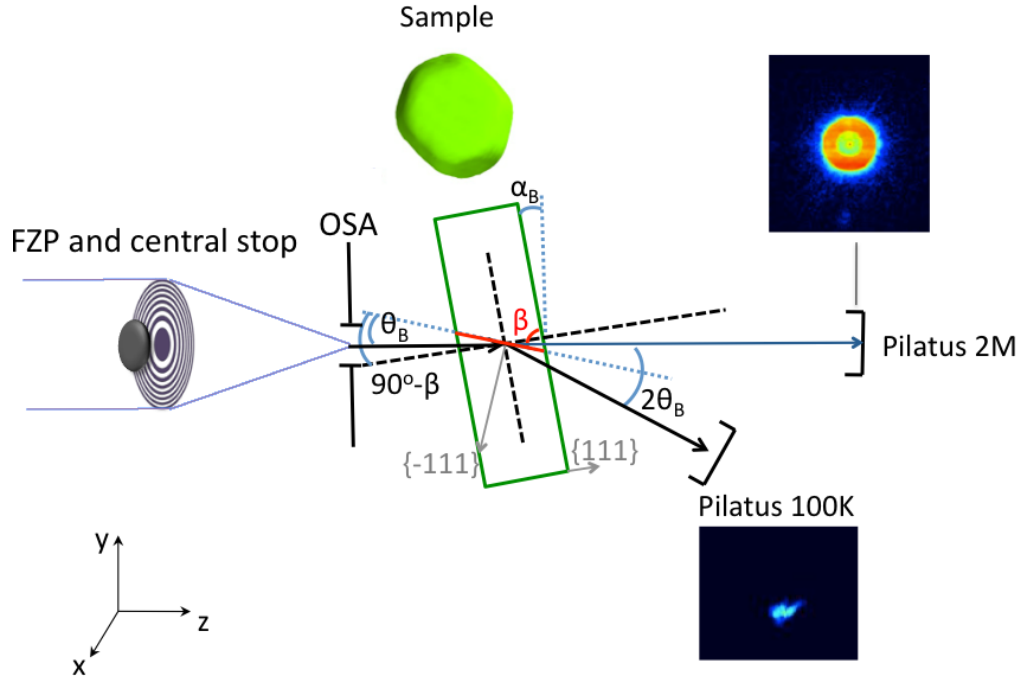 Sample
α_B
OSA
FZP and central stop
θ_B
β
Pilatus 2M
90°-β
2θ_B
{-111}
{111}
Pilatus 100K
y
z
x